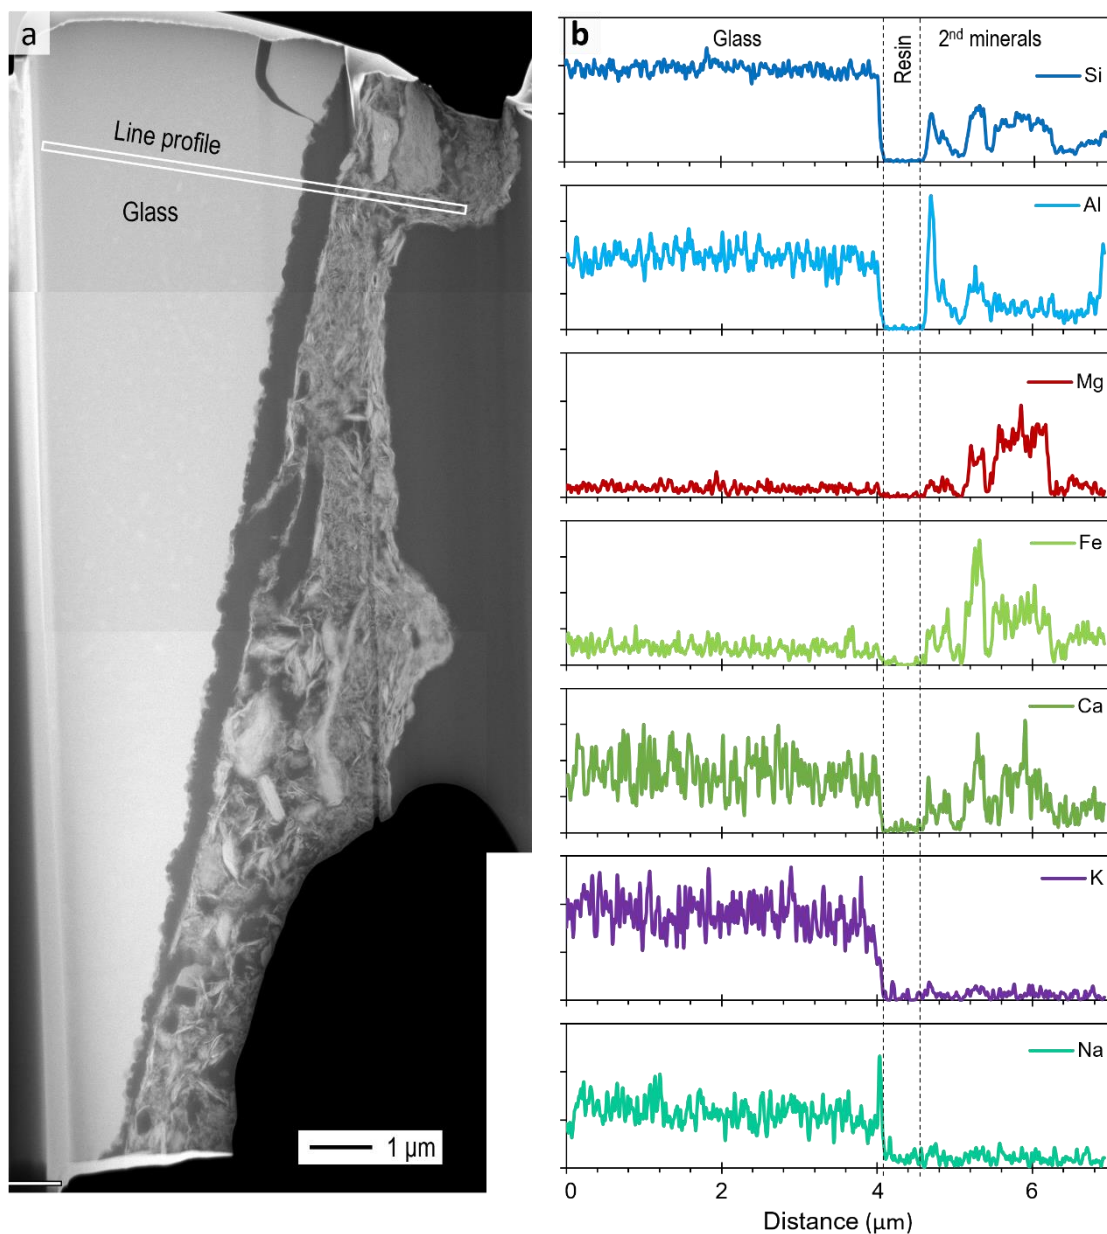 a
Line profile
Glass
1 μm
b
Glass
Resin
2nd minerals
Si
Al
Mg
Fe
Ca
K
Na
0 2 4 6
Distance (μm)